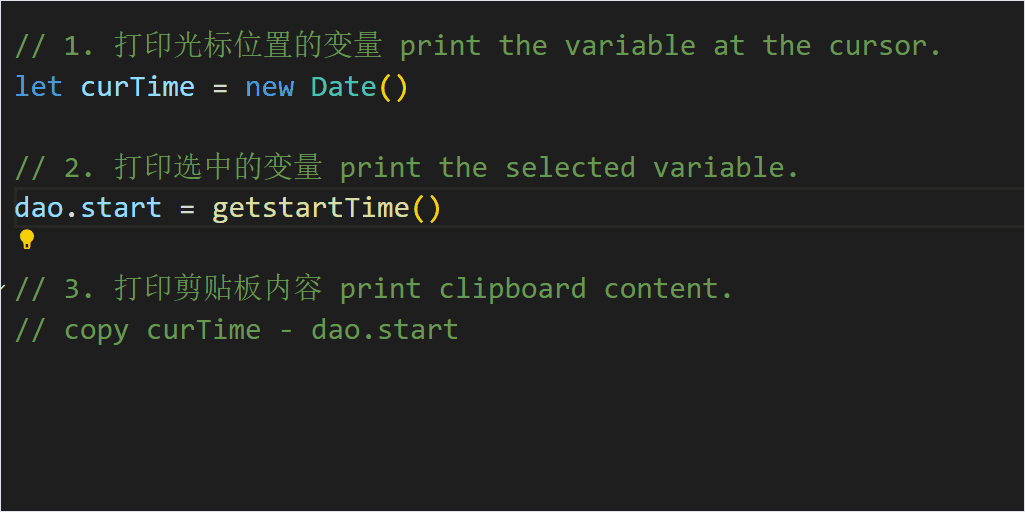 // 1. 打印光标位置的变量 print the variable at the cursor.
let curTime = new Date()
// 2. 打印选中的变量 print the selected variable.
dao.start = getstartTime()
// 3. 打印剪贴板内容 print clipboard content.
// copy curTime - dao.start